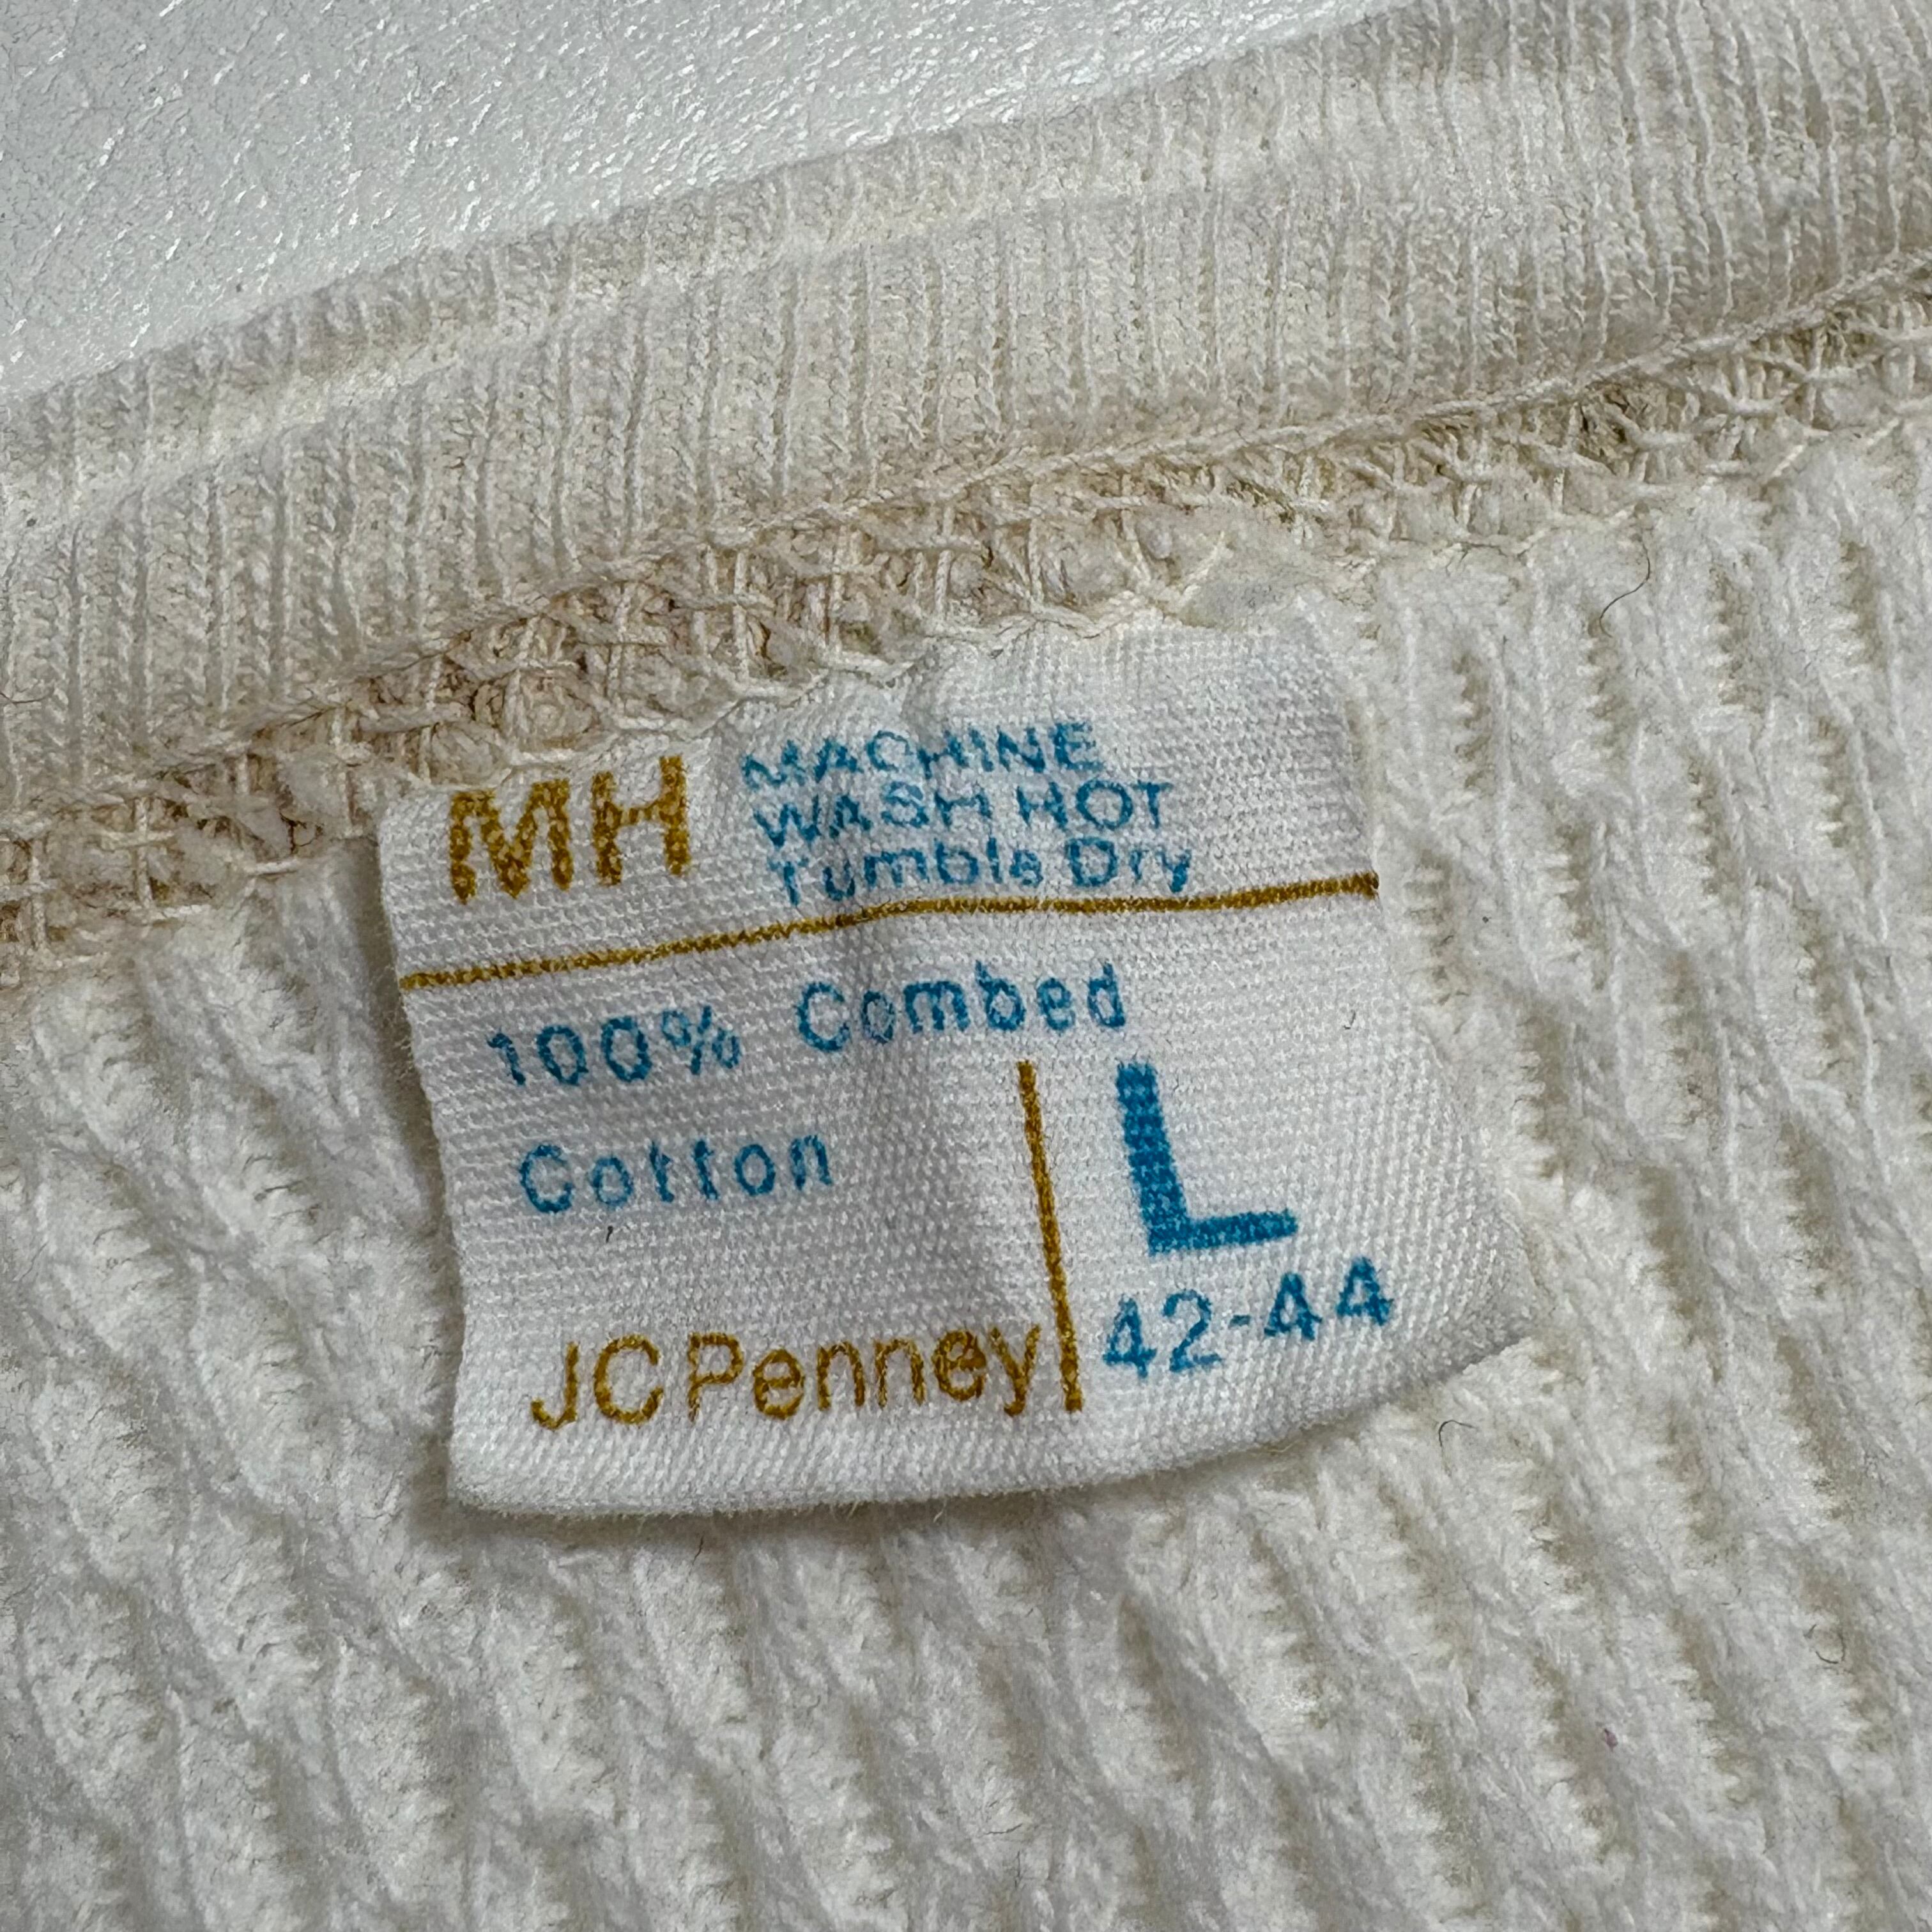 MH
MACHINE
WASH HOT
Tumble Dry
100% Combed
Cotton
L
42-44
JCPenney